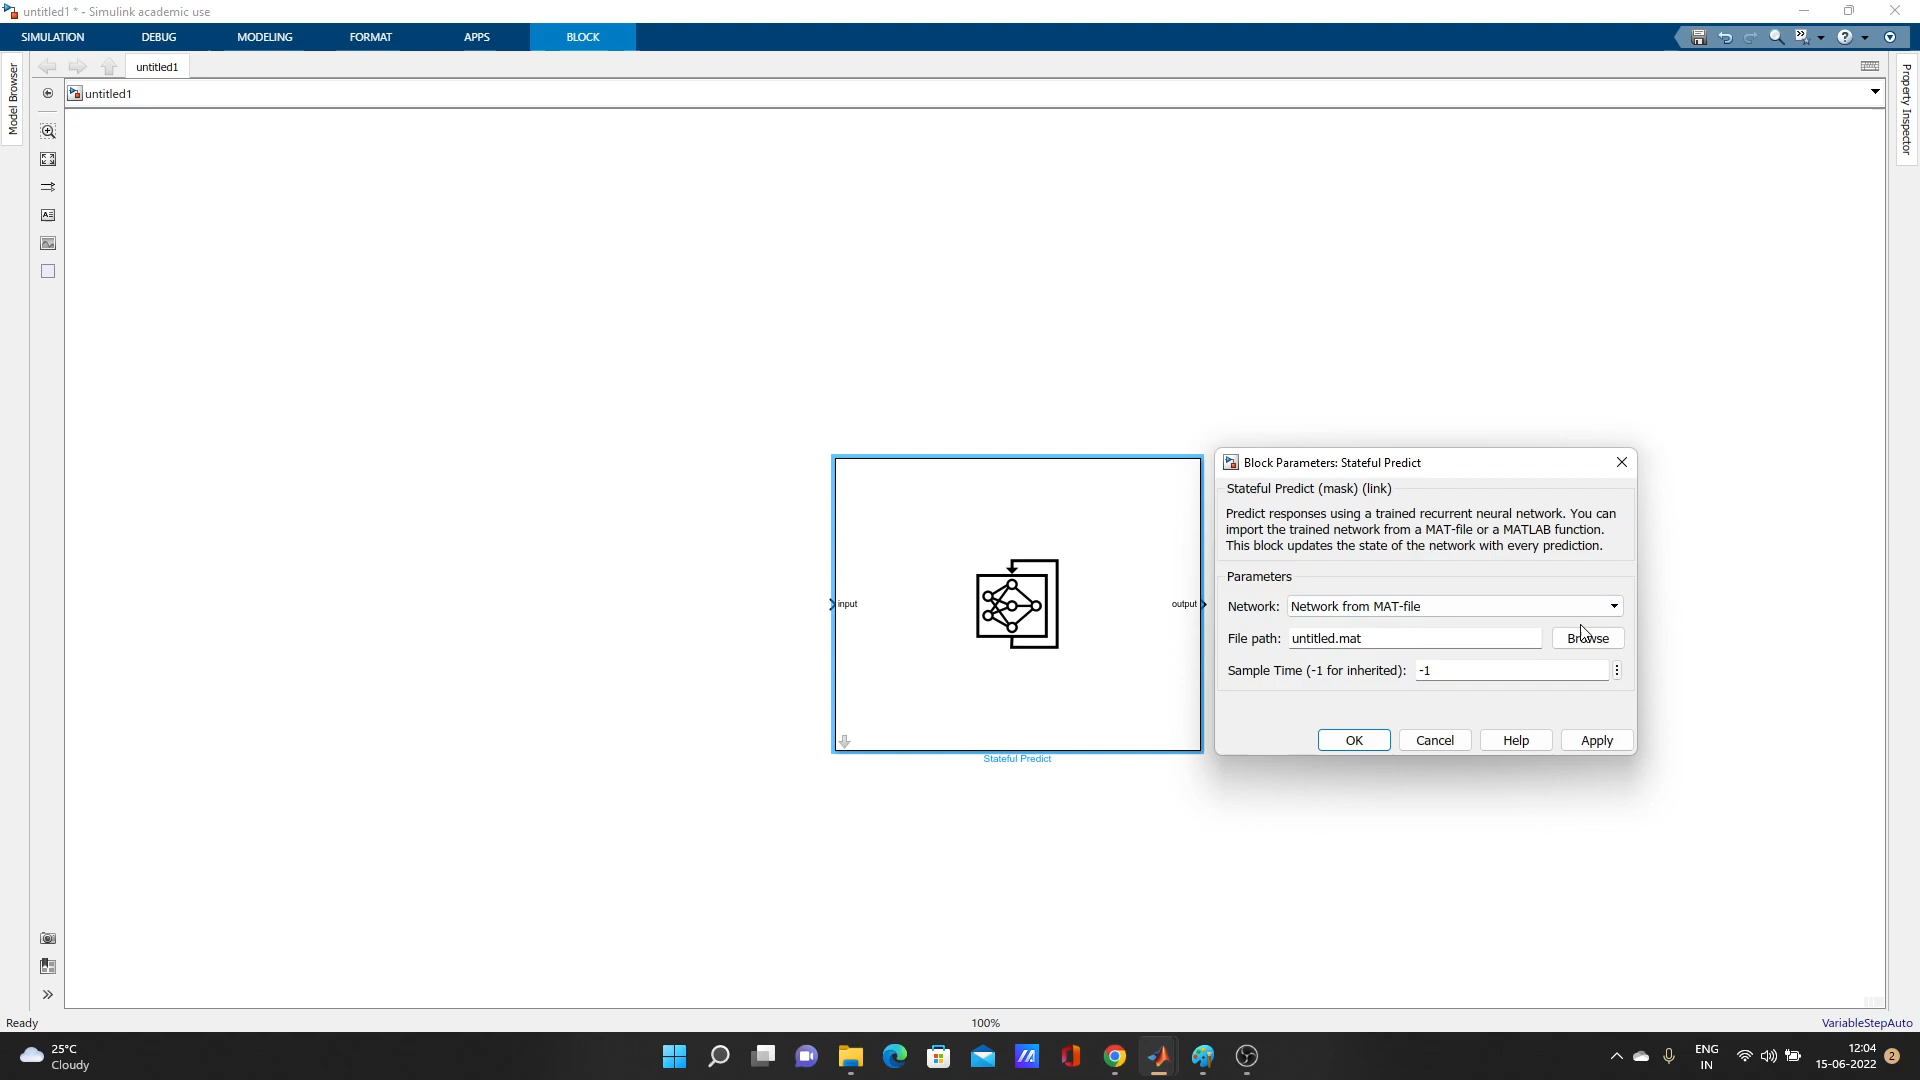 untitled1 * - Simulink academic use
SIMULATION
DEBUG
MODELING
FORMAT
APPS
BLOCK
untitled1
Model Browser
Property Inspector
untitled1
input
output
Stateful Predict
Block Parameters: Stateful Predict
Stateful Predict (mask) (link)
Predict responses using a trained recurrent neural network. You can
import the trained network from a MAT-file or a MATLAB function.
This block updates the state of the network with every prediction.
Parameters
Network: Network from MAT-file
File path: untitled.mat Browse
Sample Time (-1 for inherited): -1
OK
Cancel
Help
Apply
Ready
100%
VariableStepAuto
25°C
Cloudy
ENG
IN
12:04
15-06-2022
2